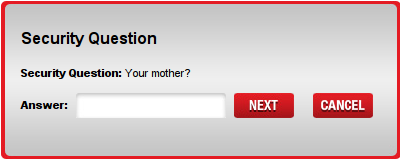 Security Question
Security Question: Your mother?
Answer: NEXT CANCEL